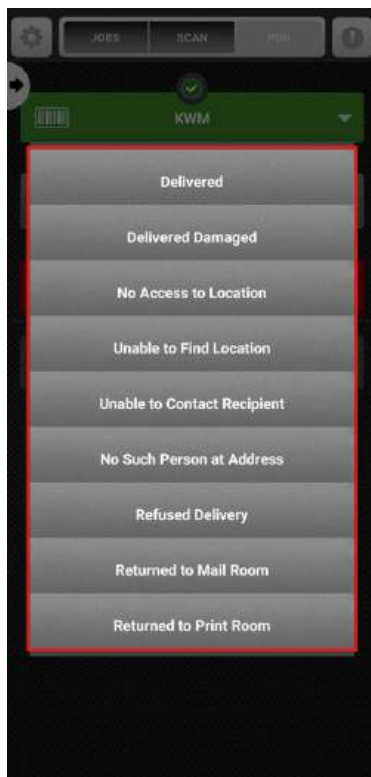 JOBS SCAN
KWM
Delivered
Delivered Damaged
No Access to Location
Unable to Find Location
Unable to Contact Recipient
No Such Person at Address
Refused Delivery
Returned to Mail Room
Returned to Print Room